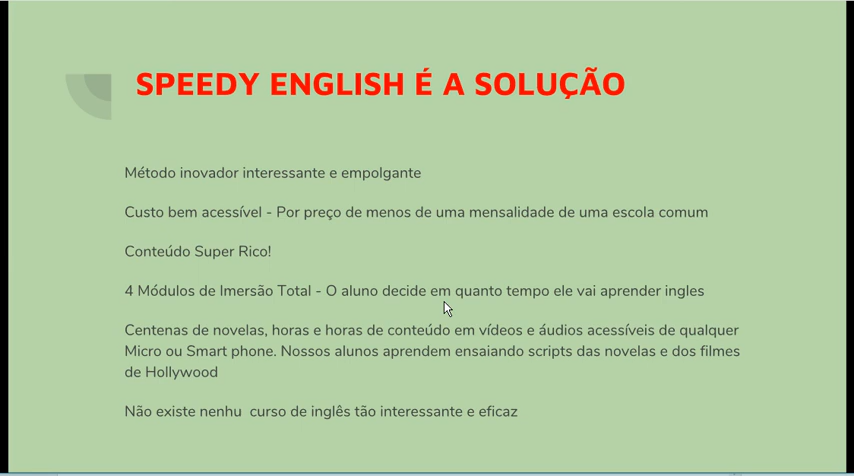 SPEEDY ENGLISH É A SOLUÇÃO
Método inovador interessante e empolgante
Custo bem acessível - Por preço de menos de uma mensalidade de uma escola comum
Conteúdo Super Rico!
4 Módulos de Imersão Total - O aluno decide em quanto tempo ele vai aprender ingles
Centenas de novelas, horas e horas de conteúdo em vídeos e áudios acessíveis de qualquer
Micro ou Smart phone. Nossos alunos aprendem ensaiando scripts das novelas e dos filmes
de Hollywood
Não existe nenhu  curso de inglês tão interessante e eficaz